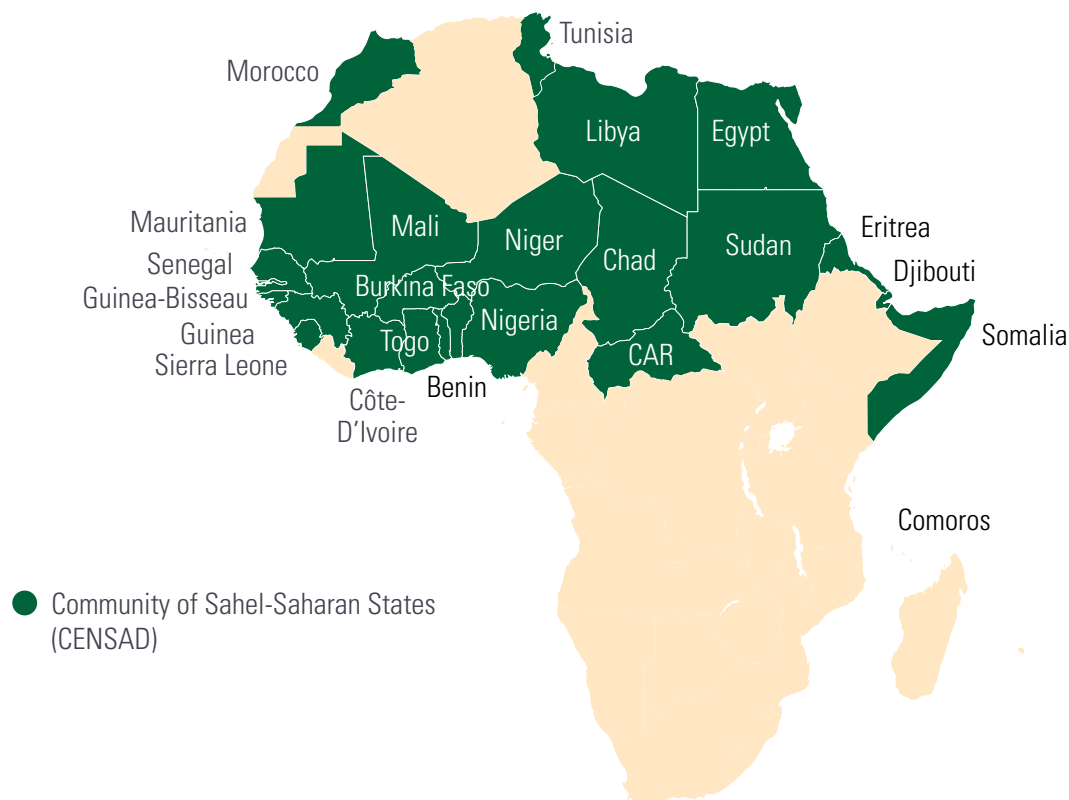 Tunisia
Morocco
Libya
Egypt
Mauritania
Mali
Niger
Chad
Sudan
Eritrea
Senegal
Djibouti
Guinea-Bisseau
Burkina Faso
Nigeria
Guinea
Togo
Somalia
Sierra Leone
CAR
Benin
Côte-
D’Ivoire
Comoros
Community of Sahel-Saharan States
(CENSAD)